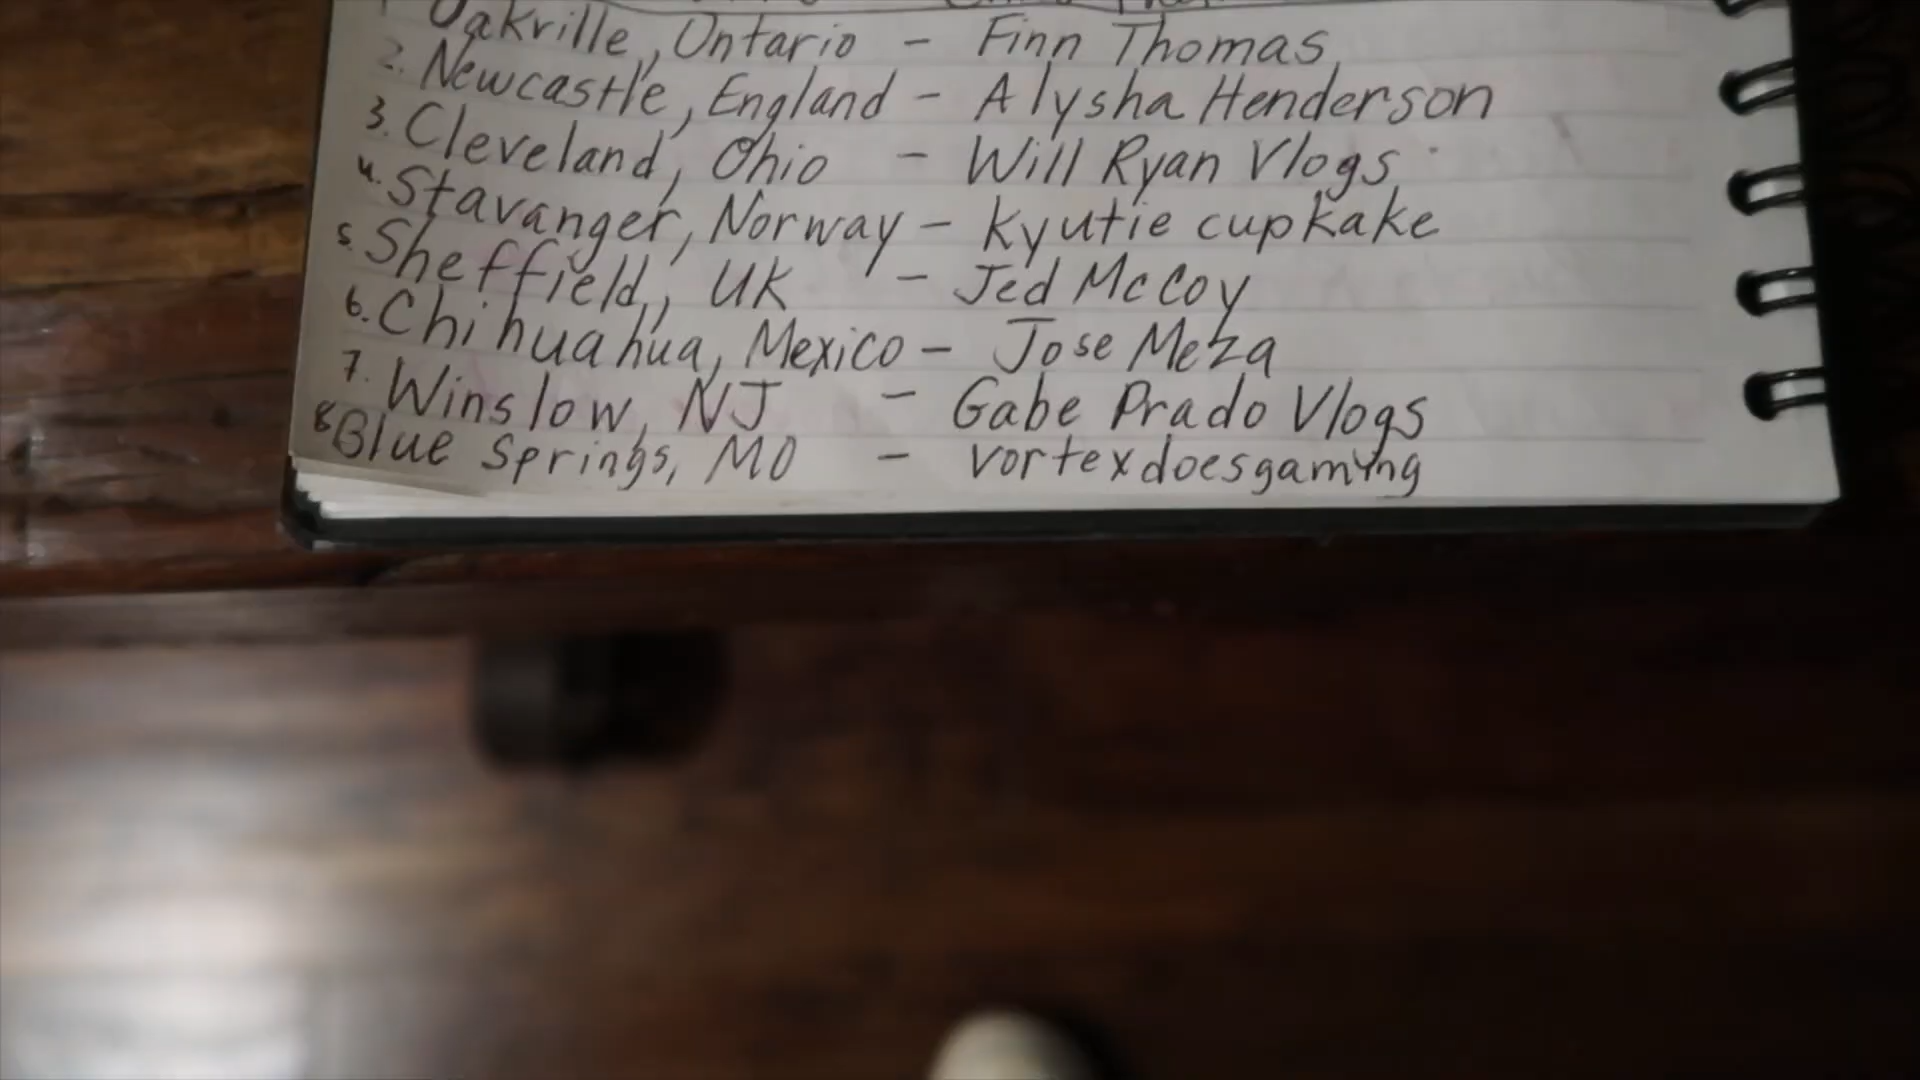 1. Oakville, Ontario - Finn Thomas
2. Newcastle, England - Alysha Henderson
3. Cleveland, Ohio - Will Ryan Vlogs
4. Stavanger, Norway - kyutie cupkake
5. Sheffield, UK - Jed McCoy
6. Chihuahua, Mexico - Jose Meza
7. Winslow, NJ - Gabe Prado Vlogs
8. Blue Springs, MO - vortexdoesgaming